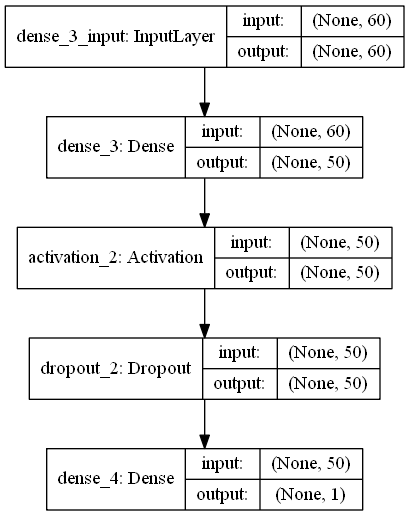 dense_3_input: InputLayer
input: (None, 60)
output: (None, 60)
dense_3: Dense
input: (None, 60)
output: (None, 50)
activation_2: Activation
input: (None, 50)
output: (None, 50)
dropout_2: Dropout
input: (None, 50)
output: (None, 50)
dense_4: Dense
input: (None, 50)
output: (None, 1)